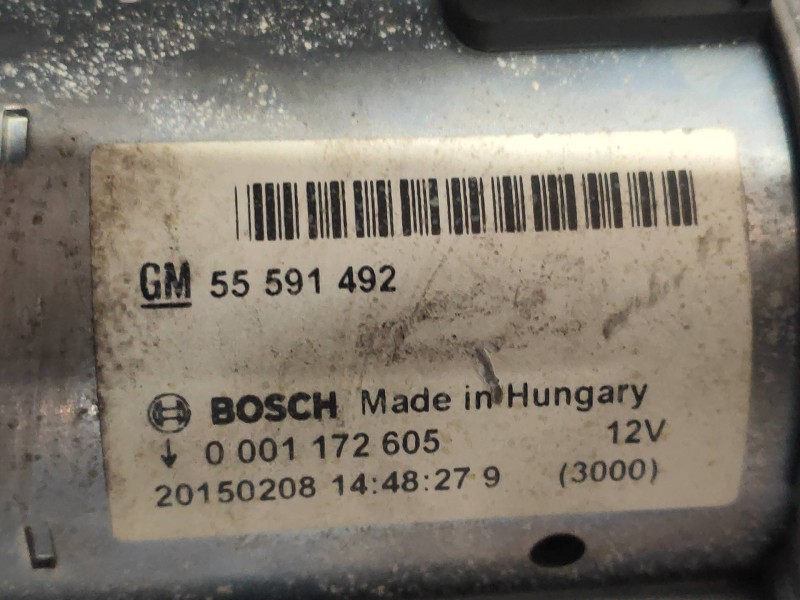 GM 55 591 492
BOSCH Made in Hungary
↓ 0 001 172 605 12V
20150208 14:48:27 9 (3000)